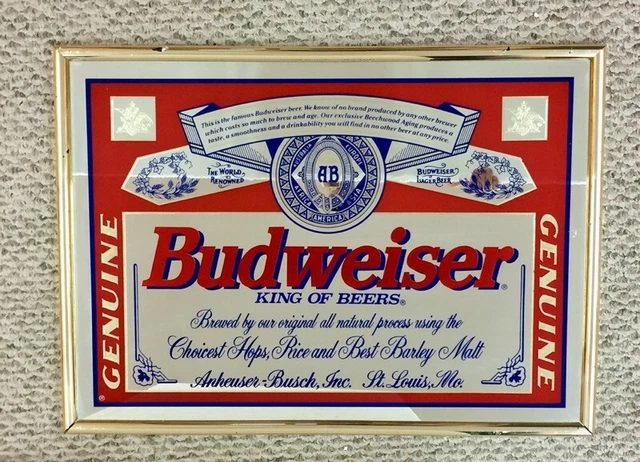 This is the famous Budweiser beer. We know of no brand produced by any other brewer
which costs so much to brew and age. Our exclusive Beechwood Aging produces a
taste, a smoothness and a drinkability you will find in no other beer at any price.
AB
AFRICA
AMERICA
ASIA
THE WORLD
RENOWNED
BUDWEISER
LAGER BEER
GENUINE
GENUINE
Budweiser®
KING OF BEERS®
Brewed by our original all natural process using the
Choicest Hops, Rice and Best Barley Malt
Anheuser-Busch, Inc. St. Louis, Mo.
®